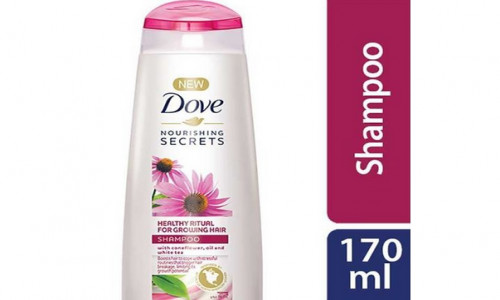 NEW
Dove
NOURISHING
SECRETS
HEALTHY RITUAL
FOR GROWING HAIR
SHAMPOO
with coneflower, oil and
white tea
Shampoo
170
ml